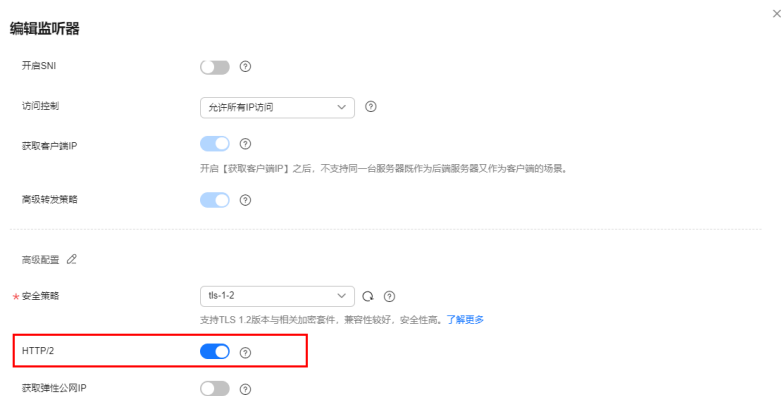 编辑监听器
开启SNI
访问控制 允许所有IP访问
获取客户端IP
开启【获取客户端IP】之后，不支持同一台服务器既作为后端服务器又作为客户端的场景。
高级转发策略
高级配置
* 安全策略 tls-1-2
支持TLS 1.2版本与相关加密套件，兼容性较好，安全性高。了解更多
HTTP/2
获取弹性公网IP